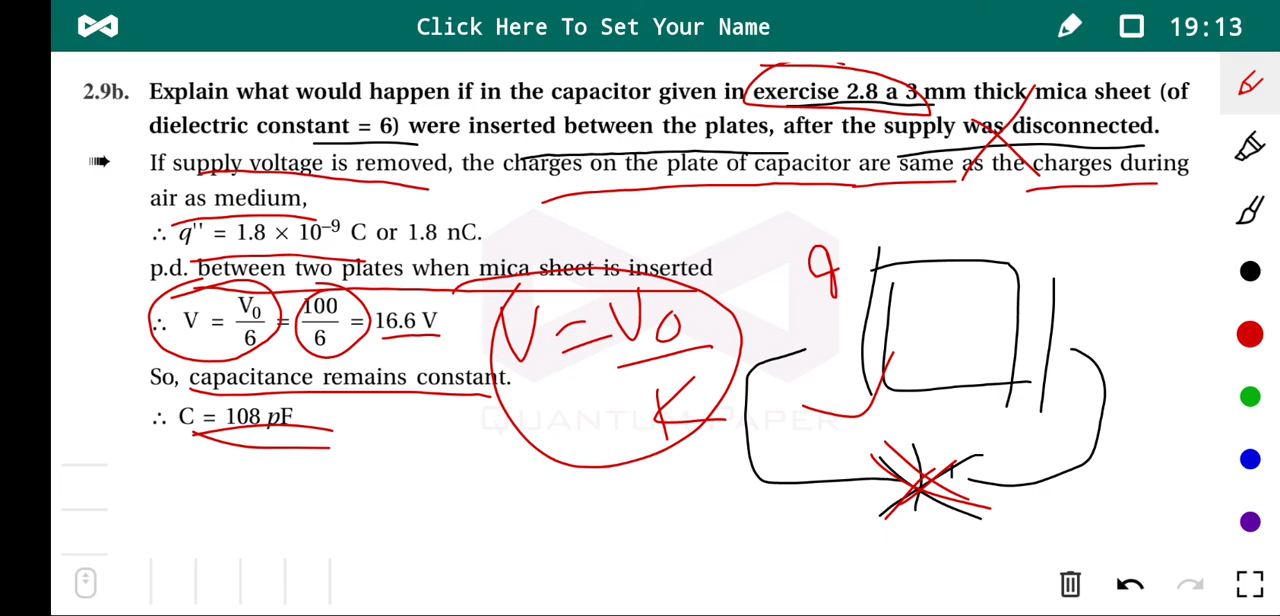 Click Here To Set Your Name
19:13
2.9b. Explain what would happen if in the capacitor given in exercise 2.8 a 3 mm thick mica sheet (of
dielectric constant = 6) were inserted between the plates, after the supply was disconnected.
If supply voltage is removed, the charges on the plate of capacitor are same as the charges during
air as medium,
∴ q'' = 1.8 × 10⁻⁹ C or 1.8 nC.
p.d. between two plates when mica sheet is inserted
∴ V = V₀/6 = 100/6 = 16.6 V
So, capacitance remains constant.
∴ C = 108 pF
V = V₀/K
q
QUANTUM PAPER